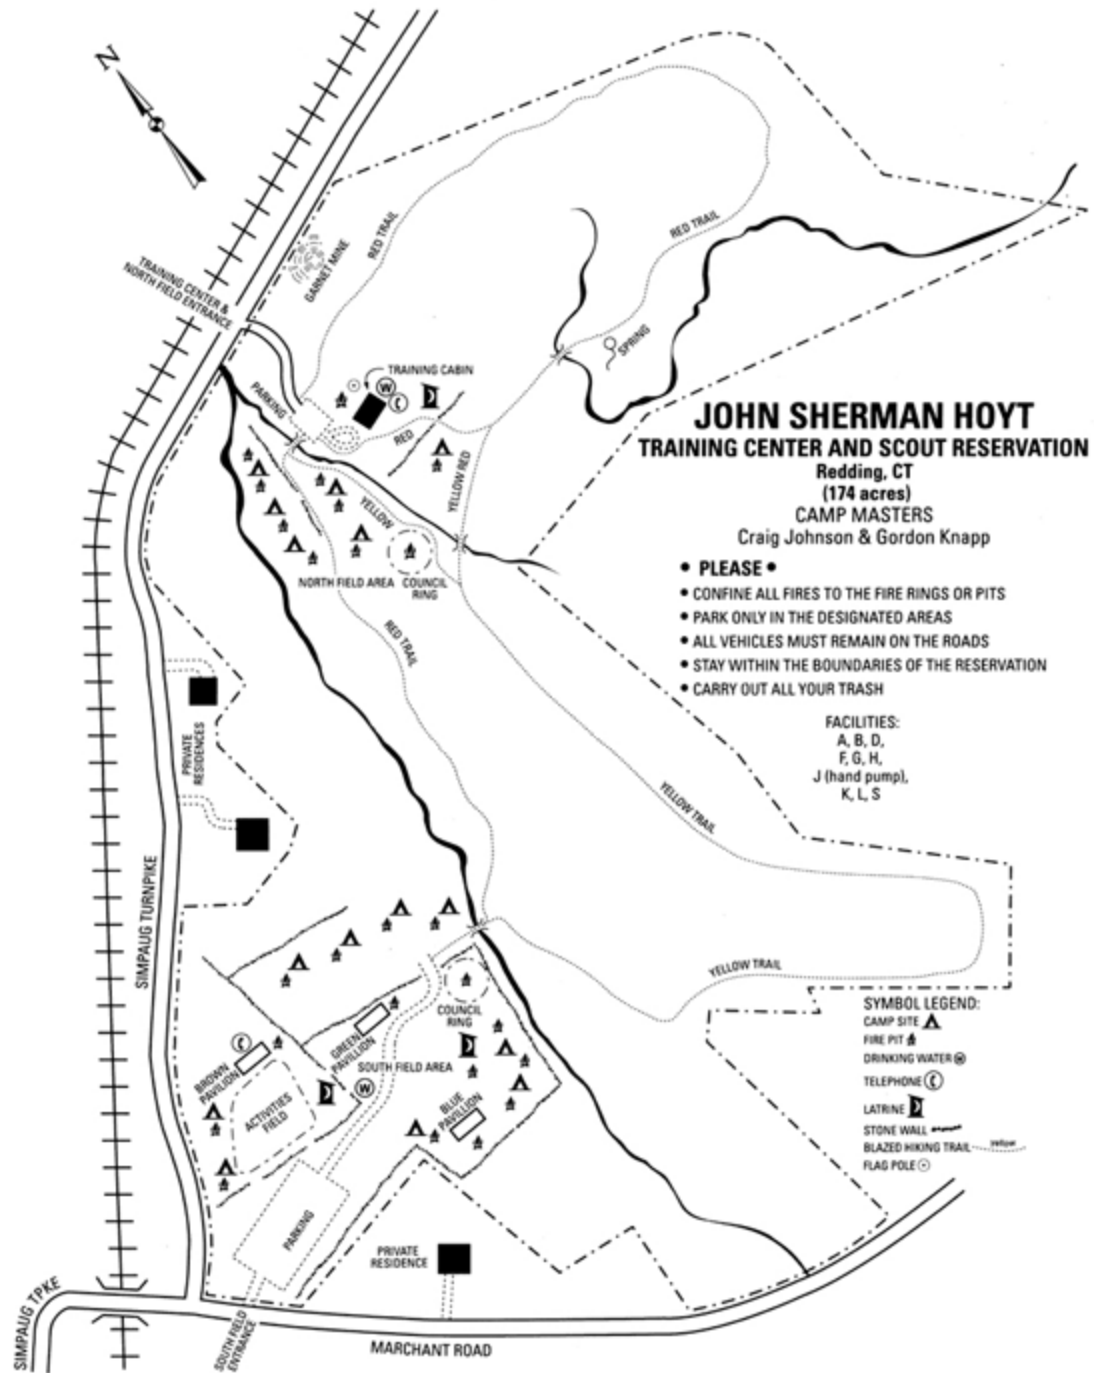 N
TRAINING CENTER &
NORTH FIELD ENTRANCE
GARNET MINE
RED TRAIL
RED TRAIL
SPRING
PARKING
TRAINING CABIN
W
RED
YELLOW RED
YELLOW
NORTH FIELD AREA
COUNCIL
RING
RED TRAIL
JOHN SHERMAN HOYT
TRAINING CENTER AND SCOUT RESERVATION
Redding, CT
(174 acres)
CAMP MASTERS
Craig Johnson & Gordon Knapp
• PLEASE •
• CONFINE ALL FIRES TO THE FIRE RINGS OR PITS
• PARK ONLY IN THE DESIGNATED AREAS
• ALL VEHICLES MUST REMAIN ON THE ROADS
• STAY WITHIN THE BOUNDARIES OF THE RESERVATION
• CARRY OUT ALL YOUR TRASH
FACILITIES:
A, B, D,
F, G, H,
J (hand pump),
K, L, S
PRIVATE
RESIDENCES
YELLOW TRAIL
SIMPAUG TURNPIKE
YELLOW TRAIL
COUNCIL
RING
GREEN
PAVILLION
BROWN
PAVILION
SOUTH FIELD AREA
W
ACTIVITIES
FIELD
BLUE
PAVILLION
PARKING
PRIVATE
RESIDENCE
SYMBOL LEGEND:
CAMP SITE
FIRE PIT
DRINKING WATER W
TELEPHONE
LATRINE
STONE WALL
BLAZED HIKING TRAIL Yellow
FLAG POLE
SIMPAUG TPKE
SOUTH FIELD
ENTRANCE
MARCHANT ROAD